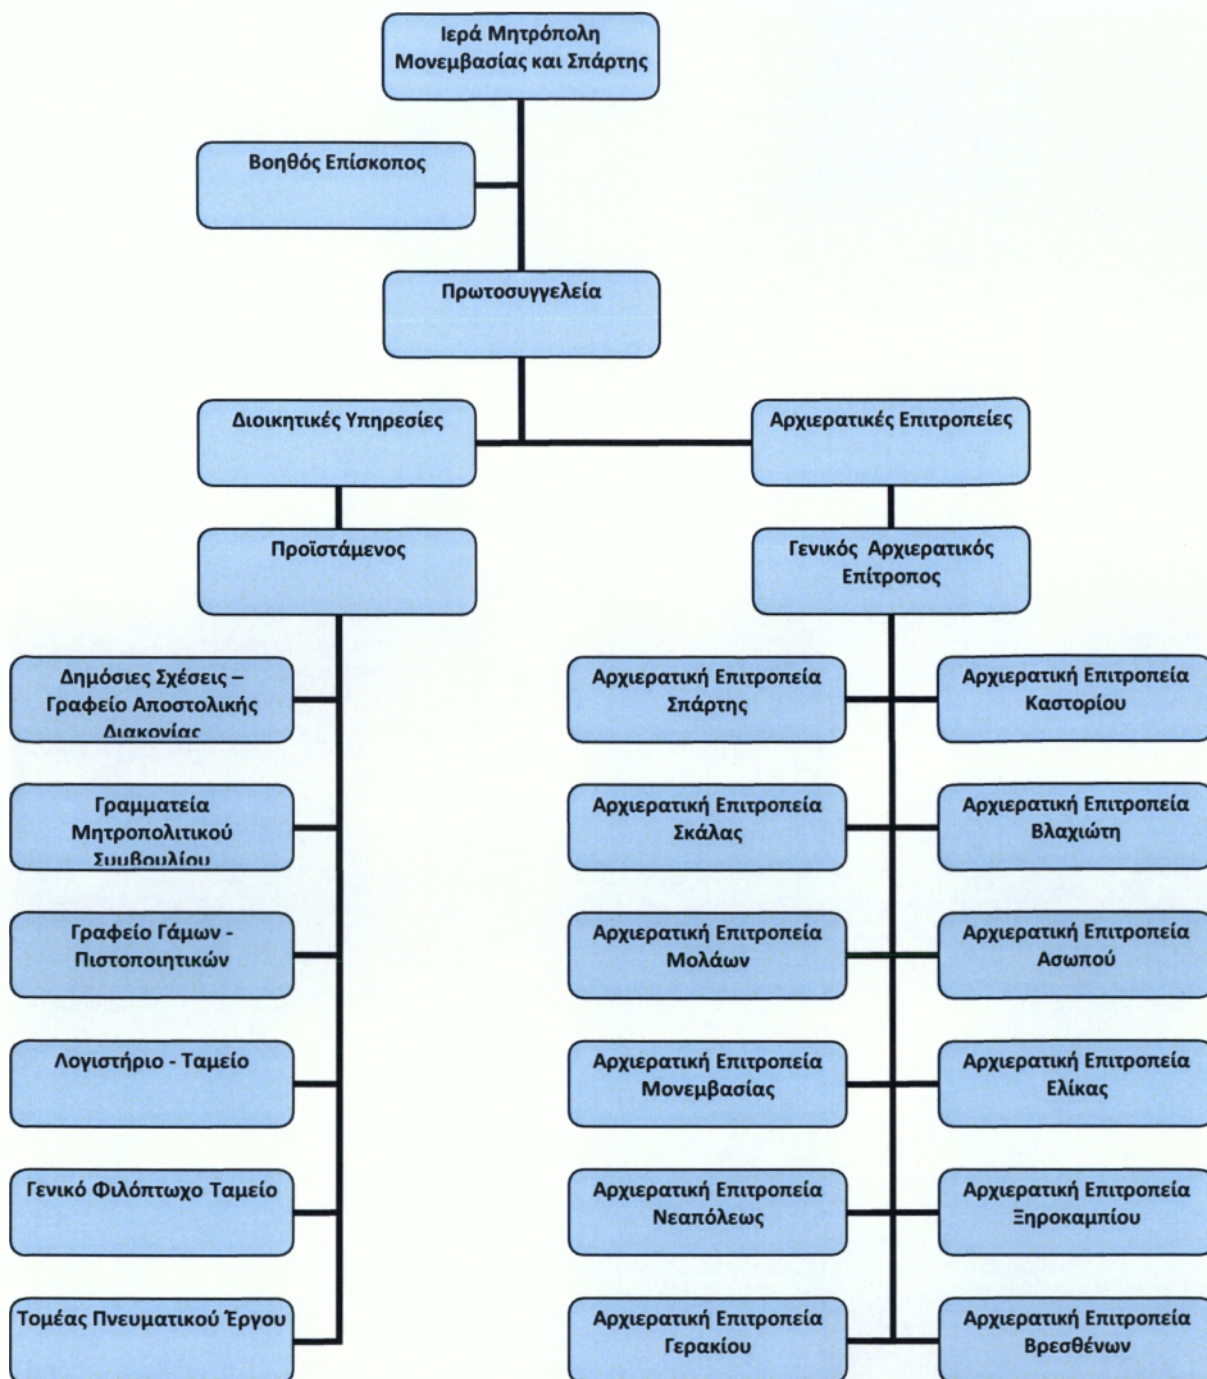 Ιερά Μητρόπολη
Μονεμβασίας και Σπάρτης
Βοηθός Επίσκοπος
Πρωτοσυγγελεία
Διοικητικές Υπηρεσίες
Αρχιερατικές Επιτροπείες
Προϊστάμενος
Γενικός Αρχιερατικός
Επίτροπος
Δημόσιες Σχέσεις –
Γραφείο Αποστολικής
Διακονίας
Αρχιερατική Επιτροπεία
Σπάρτης
Αρχιερατική Επιτροπεία
Καστορίου
Γραμματεία
Μητροπολιτικού
Συμβουλίου
Αρχιερατική Επιτροπεία
Σκάλας
Αρχιερατική Επιτροπεία
Βλαχιώτη
Γραφείο Γάμων -
Πιστοποιητικών
Αρχιερατική Επιτροπεία
Μολάων
Αρχιερατική Επιτροπεία
Ασωπού
Λογιστήριο - Ταμείο
Αρχιερατική Επιτροπεία
Μονεμβασίας
Αρχιερατική Επιτροπεία
Ελίκας
Γενικό Φιλόπτωχο Ταμείο
Αρχιερατική Επιτροπεία
Νεαπόλεως
Αρχιερατική Επιτροπεία
Ξηροκαμπίου
Τομέας Πνευματικού Έργου
Αρχιερατική Επιτροπεία
Γερακίου
Αρχιερατική Επιτροπεία
Βρεσθένων